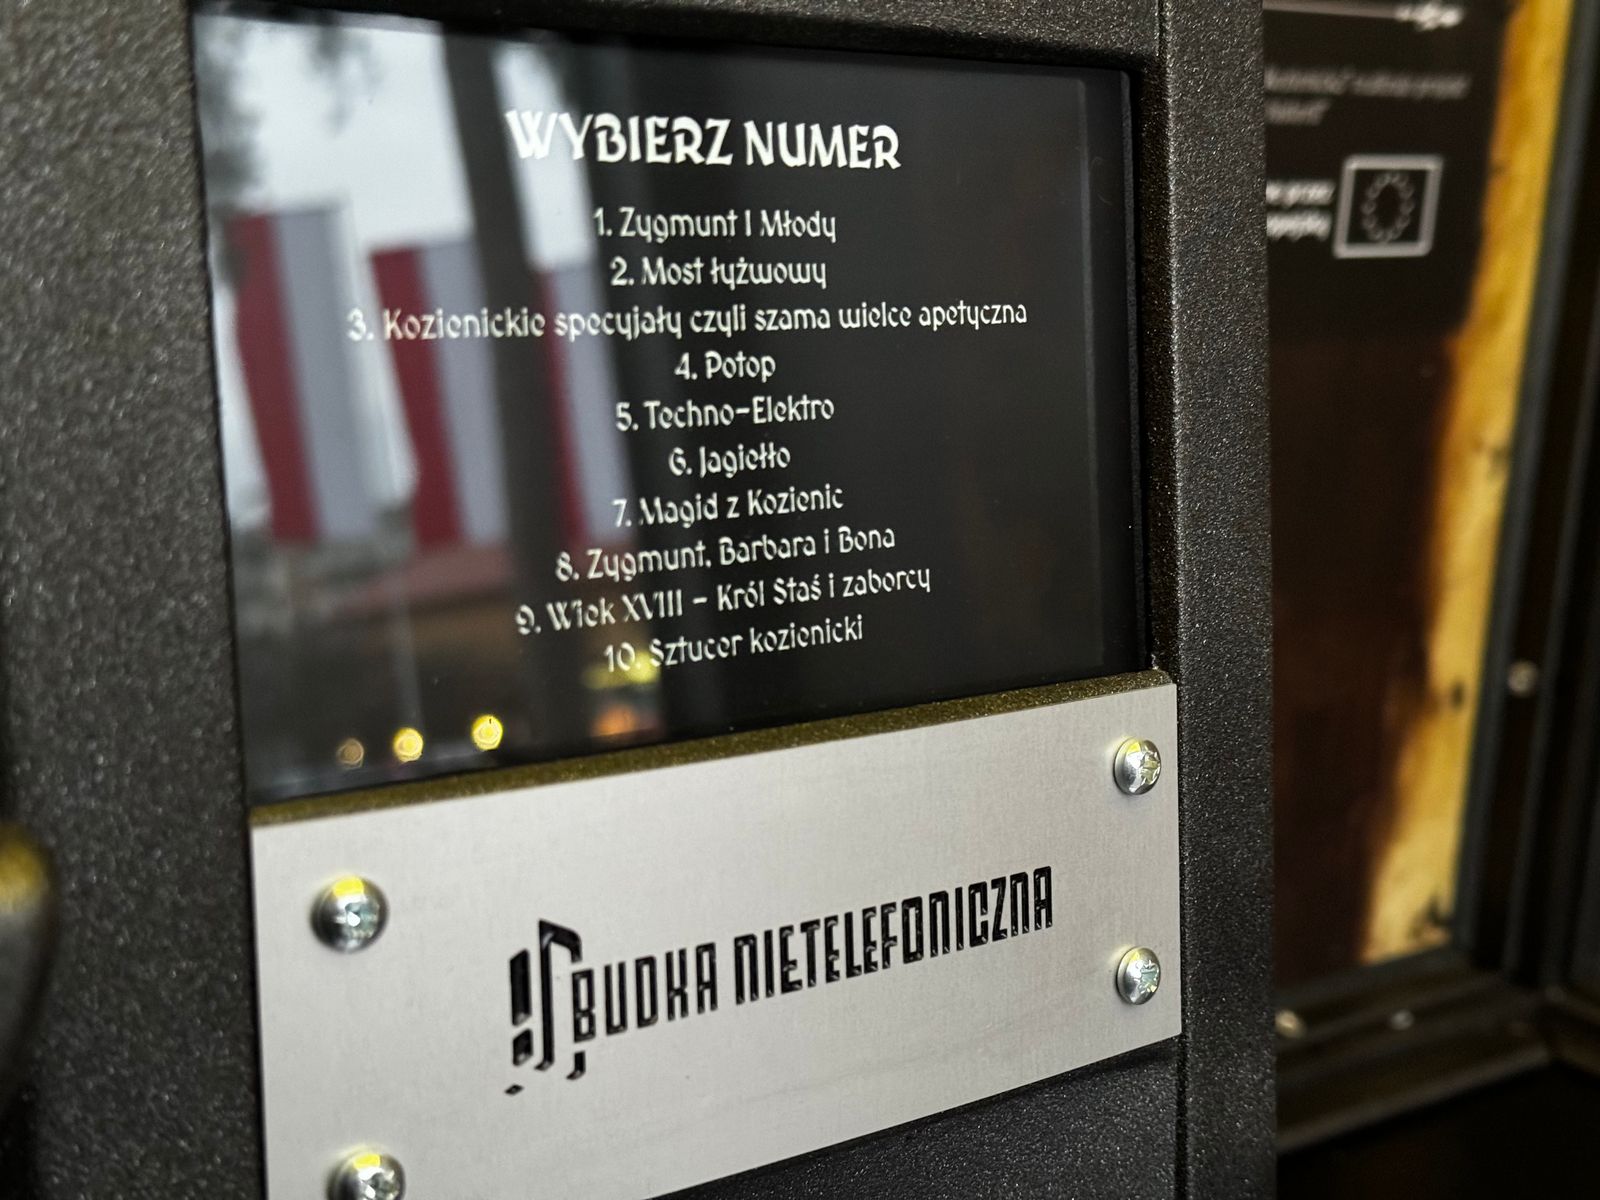 WYBIERZ NUMER
1. Zygmunt I Młody
2. Most łyżwowy
3. Kozienickie specyjały czyli szama wielce apetyczna
4. Potop
5. Techno-Elektro
6. Jagiełło
7. Magid z Kozienic
8. Zygmunt, Barbara i Bona
9. Wiek XVIII - Król Staś i zaborcy
10. Sztucer kozienicki
BUDKA NIETELEFONICZNA